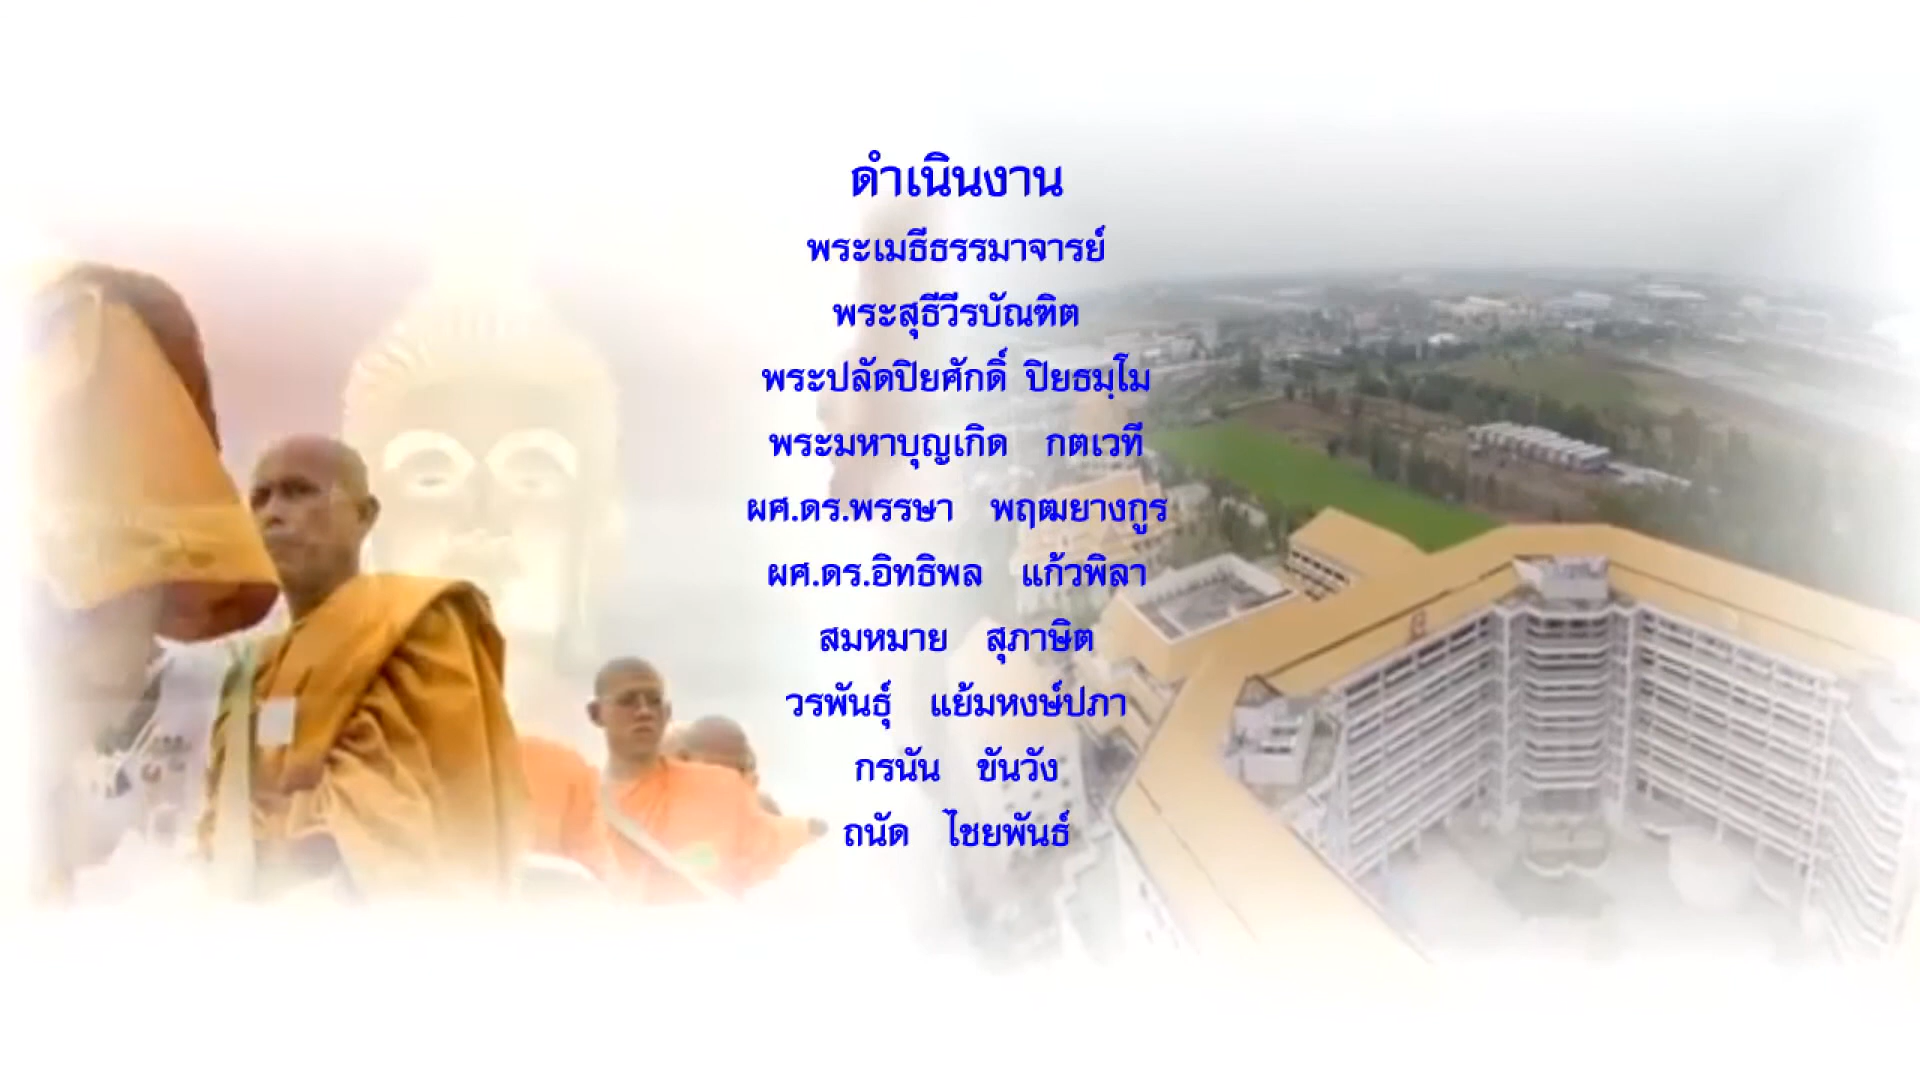 ดำเนินงาน
พระเมธีธรรมาจารย์
พระสุธีวีรบัณฑิต
พระปลัดปิยศักดิ์ ปิยธมฺโม
พระมหาบุญเกิด กตเวที
ผศ.ดร.พรรษา พฤฒยางกูร
ผศ.ดร.อิทธิพล แก้วพิลา
สมหมาย สุภาษิต
วรพันธุ์ แย้มหงษ์ปภา
กรนัน ขันวัง
ถนัด ไชยพันธ์